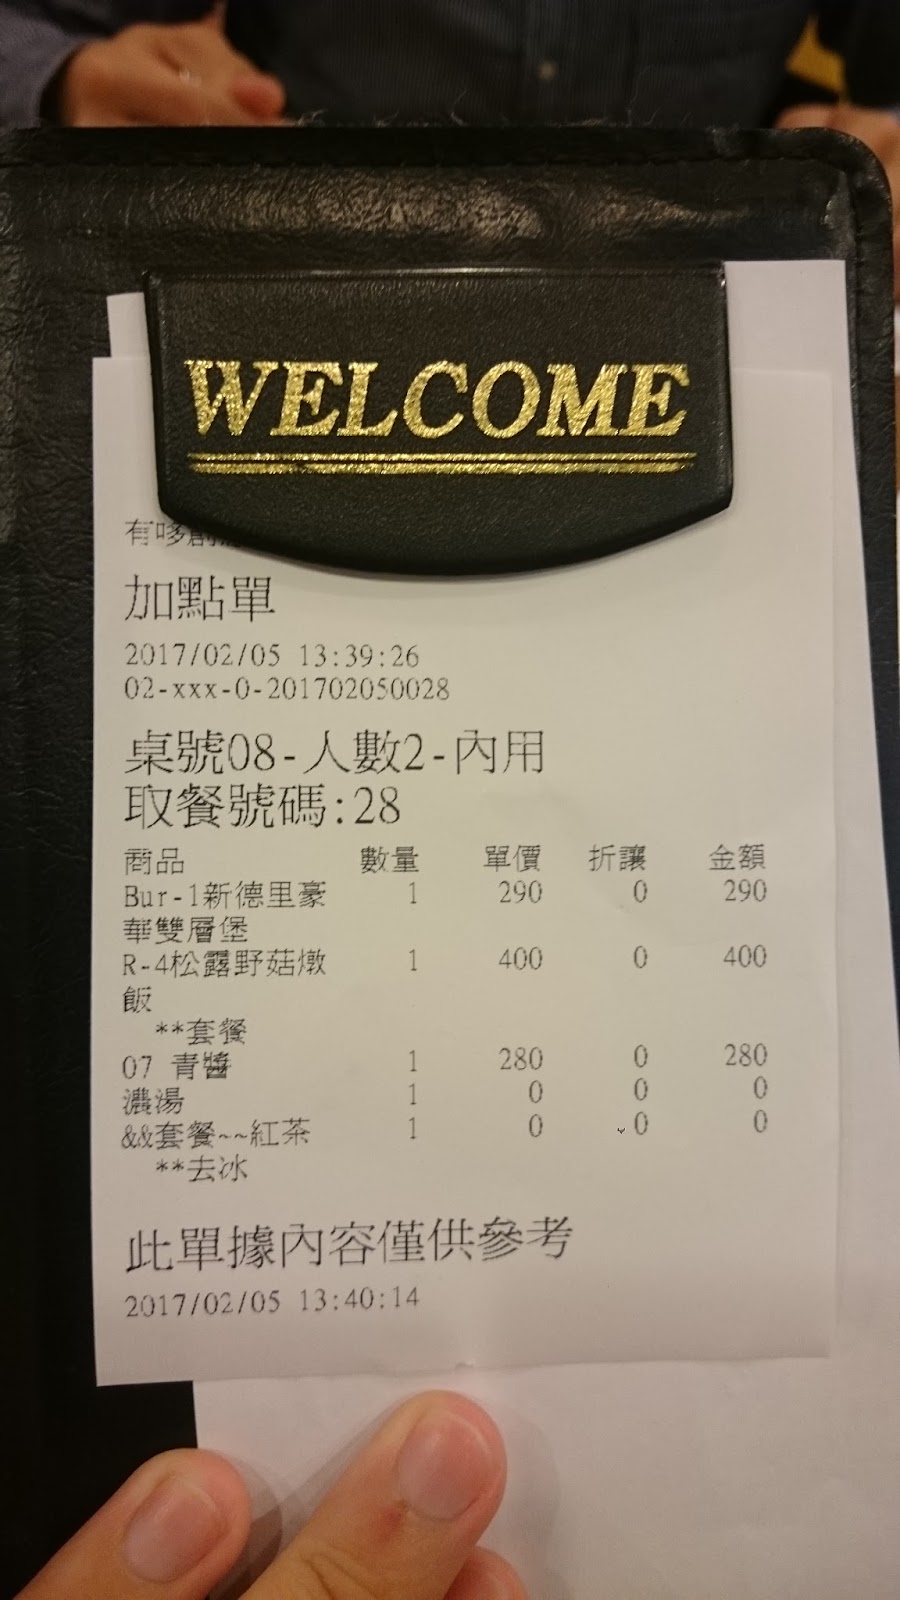 WELCOME
有哆創
加點單
2017/02/05 13:39:26
02-xxx-0-201702050028
桌號08-人數2-內用
取餐號碼:28
商品 數量 單價 折讓 金額
Bur-1新德里豪 1 290 0 290
華雙層堡
R-4松露野菇燉 1 400 0 400
飯
**套餐
07 青醬 1 280 0 280
濃湯 1 0 0 0
&&套餐~~紅茶 1 0 0 0
**去冰
此單據內容僅供參考
2017/02/05 13:40:14